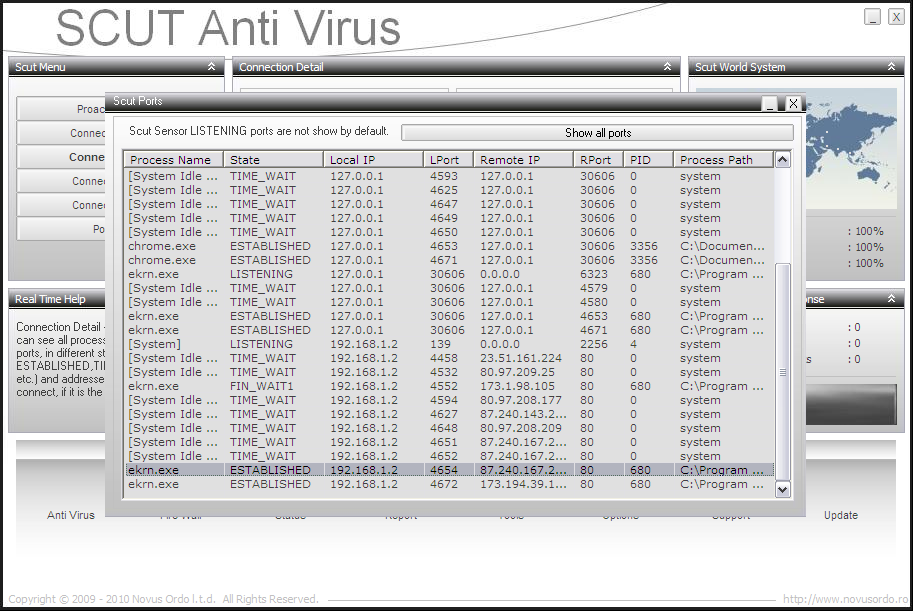 SCUT Anti Virus
_ X
Scut Menu
Connection Detail
Scut World System
Scut Ports
_ X
Scut Sensor LISTENING ports are not show by default.
Show all ports
Process Name State Local IP LPort Remote IP RPort PID Process Path
[System Idle ... TIME_WAIT 127.0.0.1 4593 127.0.0.1 30606 0 system
[System Idle ... TIME_WAIT 127.0.0.1 4625 127.0.0.1 30606 0 system
[System Idle ... TIME_WAIT 127.0.0.1 4647 127.0.0.1 30606 0 system
[System Idle ... TIME_WAIT 127.0.0.1 4649 127.0.0.1 30606 0 system
[System Idle ... TIME_WAIT 127.0.0.1 4650 127.0.0.1 30606 0 system
chrome.exe ESTABLISHED 127.0.0.1 4653 127.0.0.1 30606 3356 C:\Documen...
chrome.exe ESTABLISHED 127.0.0.1 4671 127.0.0.1 30606 3356 C:\Documen...
ekrn.exe LISTENING 127.0.0.1 30606 0.0.0.0 6323 680 C:\Program ...
[System Idle ... TIME_WAIT 127.0.0.1 30606 127.0.0.1 4579 0 system
[System Idle ... TIME_WAIT 127.0.0.1 30606 127.0.0.1 4580 0 system
ekrn.exe ESTABLISHED 127.0.0.1 30606 127.0.0.1 4653 680 C:\Program ...
ekrn.exe ESTABLISHED 127.0.0.1 30606 127.0.0.1 4671 680 C:\Program ...
[System] LISTENING 192.168.1.2 139 0.0.0.0 2256 4 system
[System Idle ... TIME_WAIT 192.168.1.2 4458 23.51.161.224 80 0 system
[System Idle ... TIME_WAIT 192.168.1.2 4532 80.97.209.25 80 0 system
ekrn.exe FIN_WAIT1 192.168.1.2 4552 173.1.98.105 80 680 C:\Program ...
[System Idle ... TIME_WAIT 192.168.1.2 4594 80.97.208.177 80 0 system
[System Idle ... TIME_WAIT 192.168.1.2 4627 87.240.143.2... 80 0 system
[System Idle ... TIME_WAIT 192.168.1.2 4648 80.97.208.209 80 0 system
[System Idle ... TIME_WAIT 192.168.1.2 4651 87.240.167.2... 80 0 system
[System Idle ... TIME_WAIT 192.168.1.2 4652 87.240.167.2... 80 0 system
ekrn.exe ESTABLISHED 192.168.1.2 4654 87.240.167.2... 80 680 C:\Program ...
ekrn.exe ESTABLISHED 192.168.1.2 4672 173.194.39.1... 80 680 C:\Program ...
Proac
Connec
Conne
Connec
Connec
Po
: 100%
: 100%
: 100%
Real Time Help
Connection Detail -
can see all process
ports, in different st
ESTABLISHED,TI
etc.) and addresse
connect, if it is the
onse
: 0
: 0
s : 0
Anti Virus Fire Wall Status Report Tools Options Support Update
Copyright © 2009 - 2010 Novus Ordo l.t.d. All Rights Reserved.
http://www.novusordo.ro